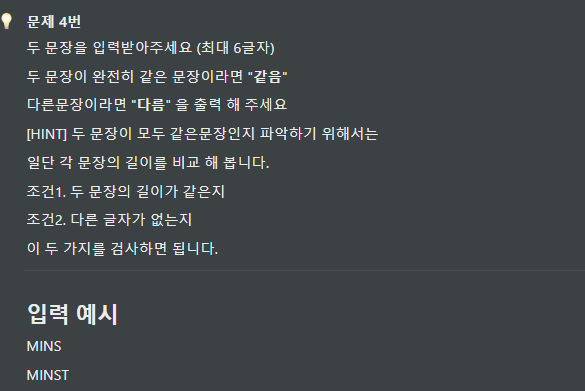 문제 4번
두 문장을 입력받아주세요 (최대 6글자)
두 문장이 완전히 같은 문장이라면 "같음"
다른문장이라면 "다름" 을 출력 해 주세요
[HINT] 두 문장이 모두 같은문장인지 파악하기 위해서는
일단 각 문장의 길이를 비교 해 봅니다.
조건1. 두 문장의 길이가 같은지
조건2. 다른 글자가 없는지
이 두 가지를 검사하면 됩니다.
입력 예시
MINS
MINST